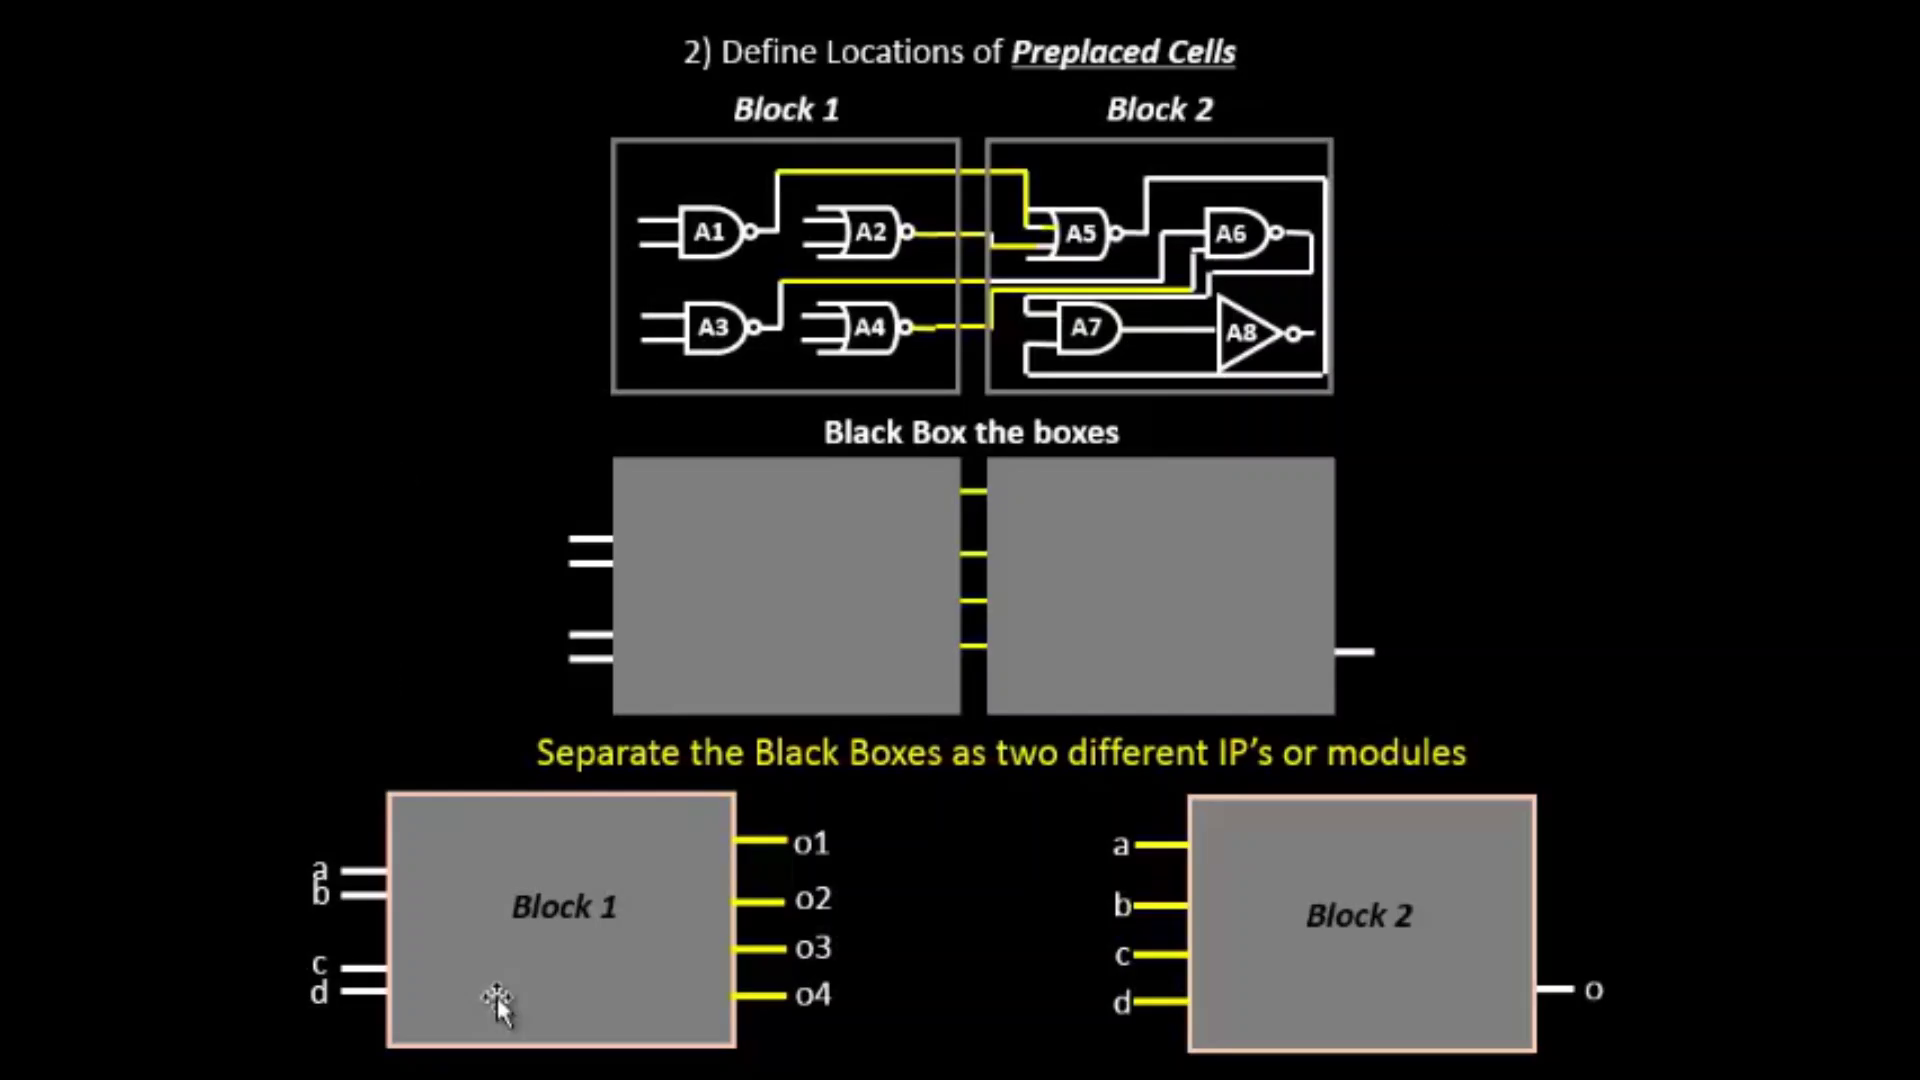 2) Define Locations of Preplaced Cells
Block 1
Block 2
A1
A2
A5
A6
A3
A4
A7
A8
Black Box the boxes
Separate the Black Boxes as two different IP’s or modules
a
b
c
d
Block 1
o1
o2
o3
o4
a
b
c
d
Block 2
o